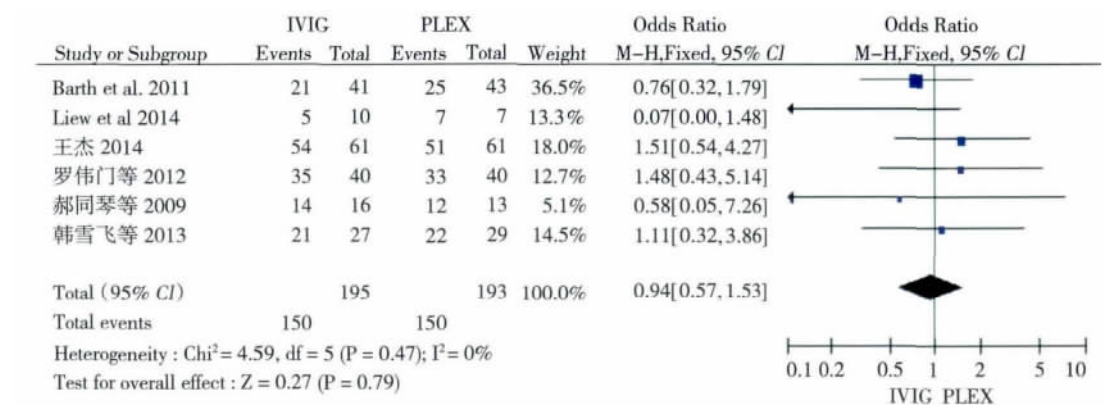 IVIG PLEX Odds Ratio Odds Ratio
Study or Subgroup Events Total Events Total Weight M-H,Fixed, 95% CI M-H,Fixed, 95% CI
Barth et al. 2011 21 41 25 43 36.5% 0.76[0.32,1.79]
Liew et al 2014 5 10 7 7 13.3% 0.07[0.00,1.48]
王杰 2014 54 61 51 61 18.0% 1.51[0.54,4.27]
罗伟门等 2012 35 40 33 40 12.7% 1.48[0.43,5.14]
郝同琴等 2009 14 16 12 13 5.1% 0.58[0.05,7.26]
韩雪飞等 2013 21 27 22 29 14.5% 1.11[0.32,3.86]
Total (95% CI) 195 193 100.0% 0.94[0.57,1.53]
Total events 150 150
Heterogeneity : Chi²= 4.59, df = 5 (P = 0.47); I²= 0%
Test for overall effect : Z = 0.27 (P = 0.79)
0.1 0.2 0.5 1 2 5 10
IVIG PLEX